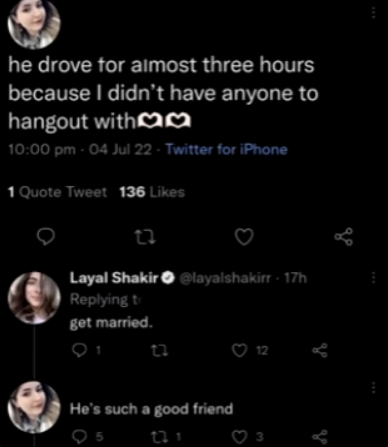 he drove for almost three hours
because I didn't have anyone to
hangout with
10:00 pm · 04 Jul 22 · Twitter for iPhone
1 Quote Tweet 136 Likes
Layal Shakir @layalshakirr · 17h
Replying t
get married.
1 12
He's such a good friend
5 1 3